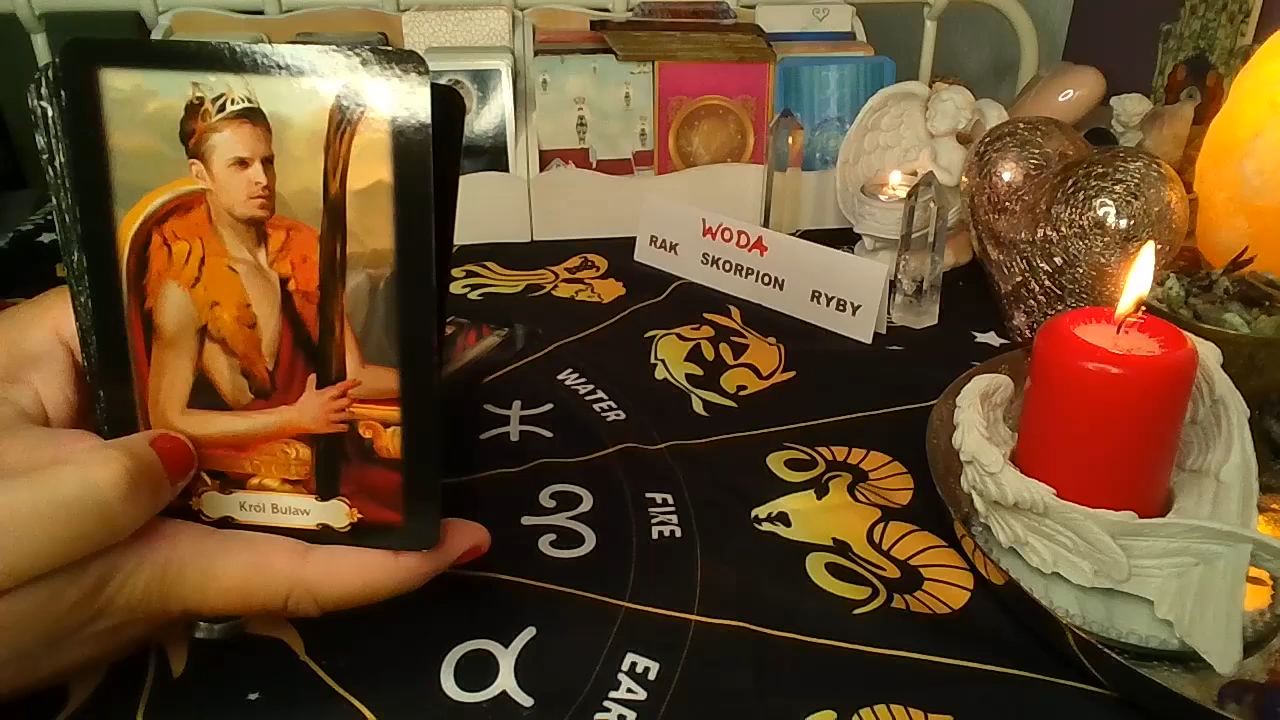 WODA
RAK SKORPION RYBY
WATER
FIRE
EAR
Król Buław